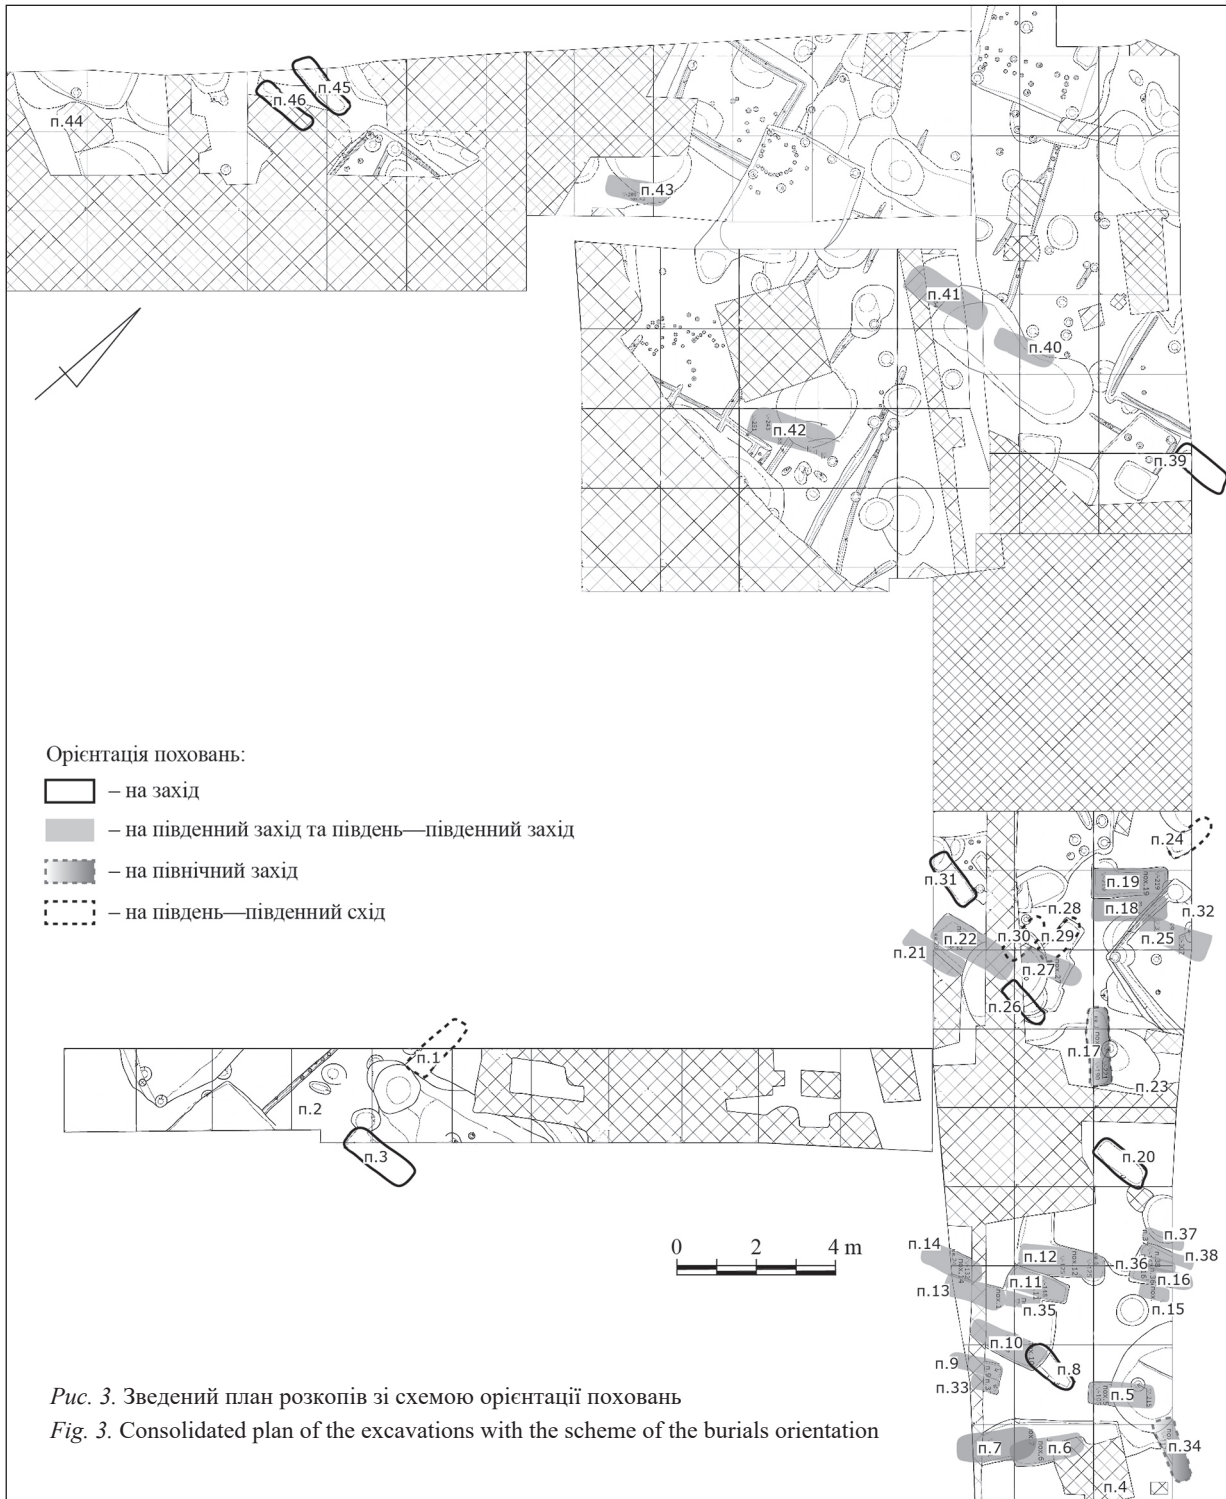 п.45
п.46
п.44
п.43
п.41
п.40
п.42
п.39
Орієнтація поховань:
– на захід
– на південний захід та південь—південний захід
– на північний захід
– на південь—південний схід
п.24
п.31
п.19
п.18
п.28
п.32
п.22
п.30
п.29
п.25
п.21
п.27
п.26
п.1
п.17
п.2
п.23
п.3
п.20
0 2 4 m
п.14
п.12
п.37
п.36
п.38
п.13
п.11
п.16
п.35
п.15
п.10
п.9
п.8
п.33
п.5
п.7
п.6
п.34
п.4
Рис. 3. Зведений план розкопів зі схемою орієнтації поховань
Fig. 3. Consolidated plan of the excavations with the scheme of the burials orientation